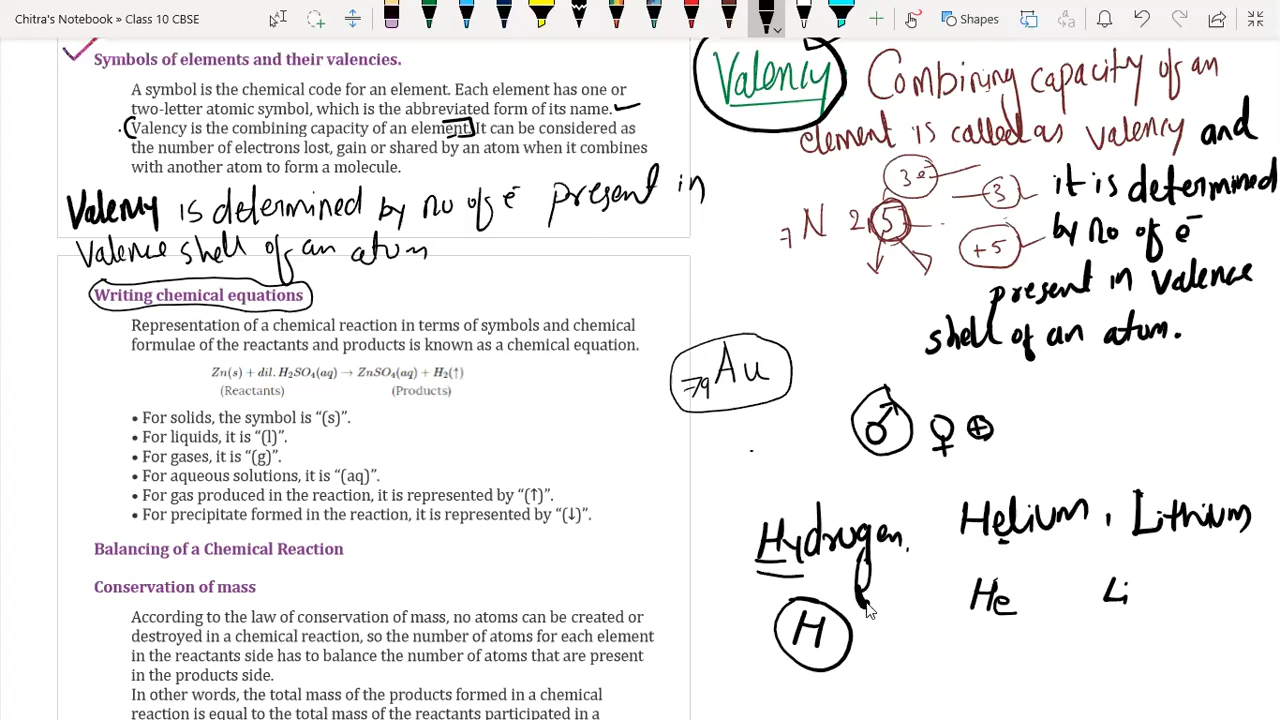 Chitra's Notebook » Class 10 CBSE
Shapes
Symbols of elements and their valencies.
A symbol is the chemical code for an element. Each element has one or
two-letter atomic symbol, which is the abbreviated form of its name.
Valency is the combining capacity of an element. It can be considered as
the number of electrons lost, gain or shared by an atom when it combines
with another atom to form a molecule.
Valency is determined by no of e⁻ present in
Valence shell of an atom
Writing chemical equations
Representation of a chemical reaction in terms of symbols and chemical
formulae of the reactants and products is known as a chemical equation.
Zn(s) + dil. H₂SO₄(aq) → ZnSO₄(aq) + H₂(↑)
(Reactants) (Products)
• For solids, the symbol is “(s)”.
• For liquids, it is “(l)”.
• For gases, it is “(g)”.
• For aqueous solutions, it is “(aq)”.
• For gas produced in the reaction, it is represented by “(↑)”.
• For precipitate formed in the reaction, it is represented by “(↓)”.
Balancing of a Chemical Reaction
Conservation of mass
According to the law of conservation of mass, no atoms can be created or
destroyed in a chemical reaction, so the number of atoms for each element
in the reactants side has to balance the number of atoms that are present
in the products side.
In other words, the total mass of the products formed in a chemical
reaction is equal to the total mass of the reactants participated in a
Valency Combining capacity of an
element is called as valency and
3e⁻ 3 it is determined
₇N 2 5 +5 by no of e⁻
present in valence
shell of an atom.
₇₉Au
♂ ♀ ⊕
Hydrogen, Helium, Lithium
H He Li